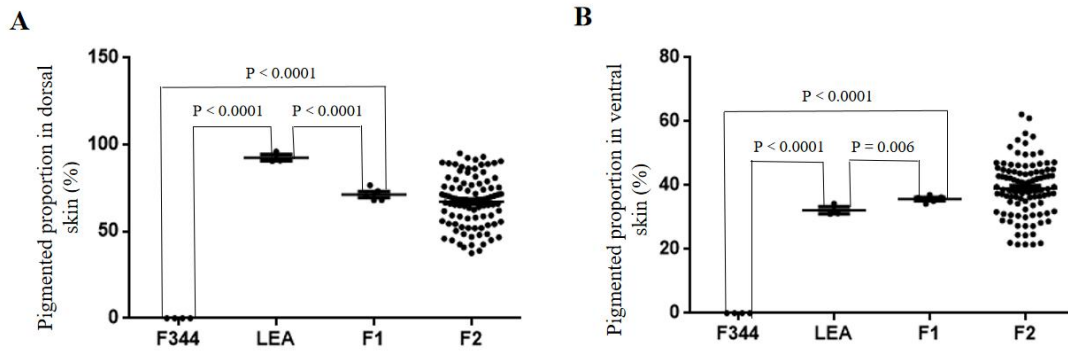 A
Pigmented proportion in dorsal
skin (%)
150
100
50
0
P < 0.0001
P < 0.0001
P < 0.0001
F344
LEA
F1
F2
B
Pigmented proportion in ventral
skin (%)
80
60
40
20
0
P < 0.0001
P < 0.0001
P = 0.006
F344
LEA
F1
F2